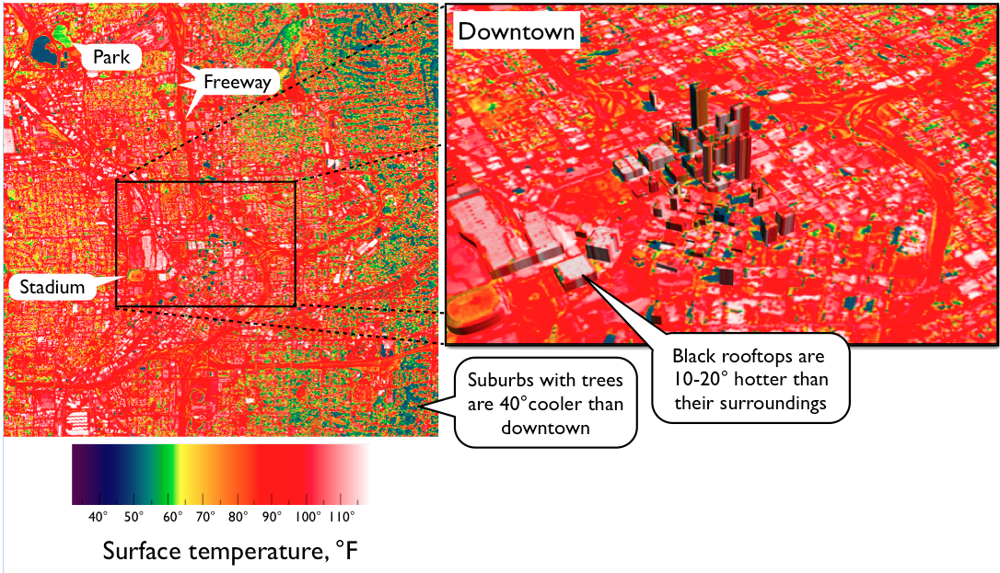 Downtown
Park
Freeway
Stadium
Black rooftops are
10-20° hotter than
their surroundings
Suburbs with trees
are 40°cooler than
downtown
40° 50° 60° 70° 80° 90° 100° 110°
Surface temperature, °F